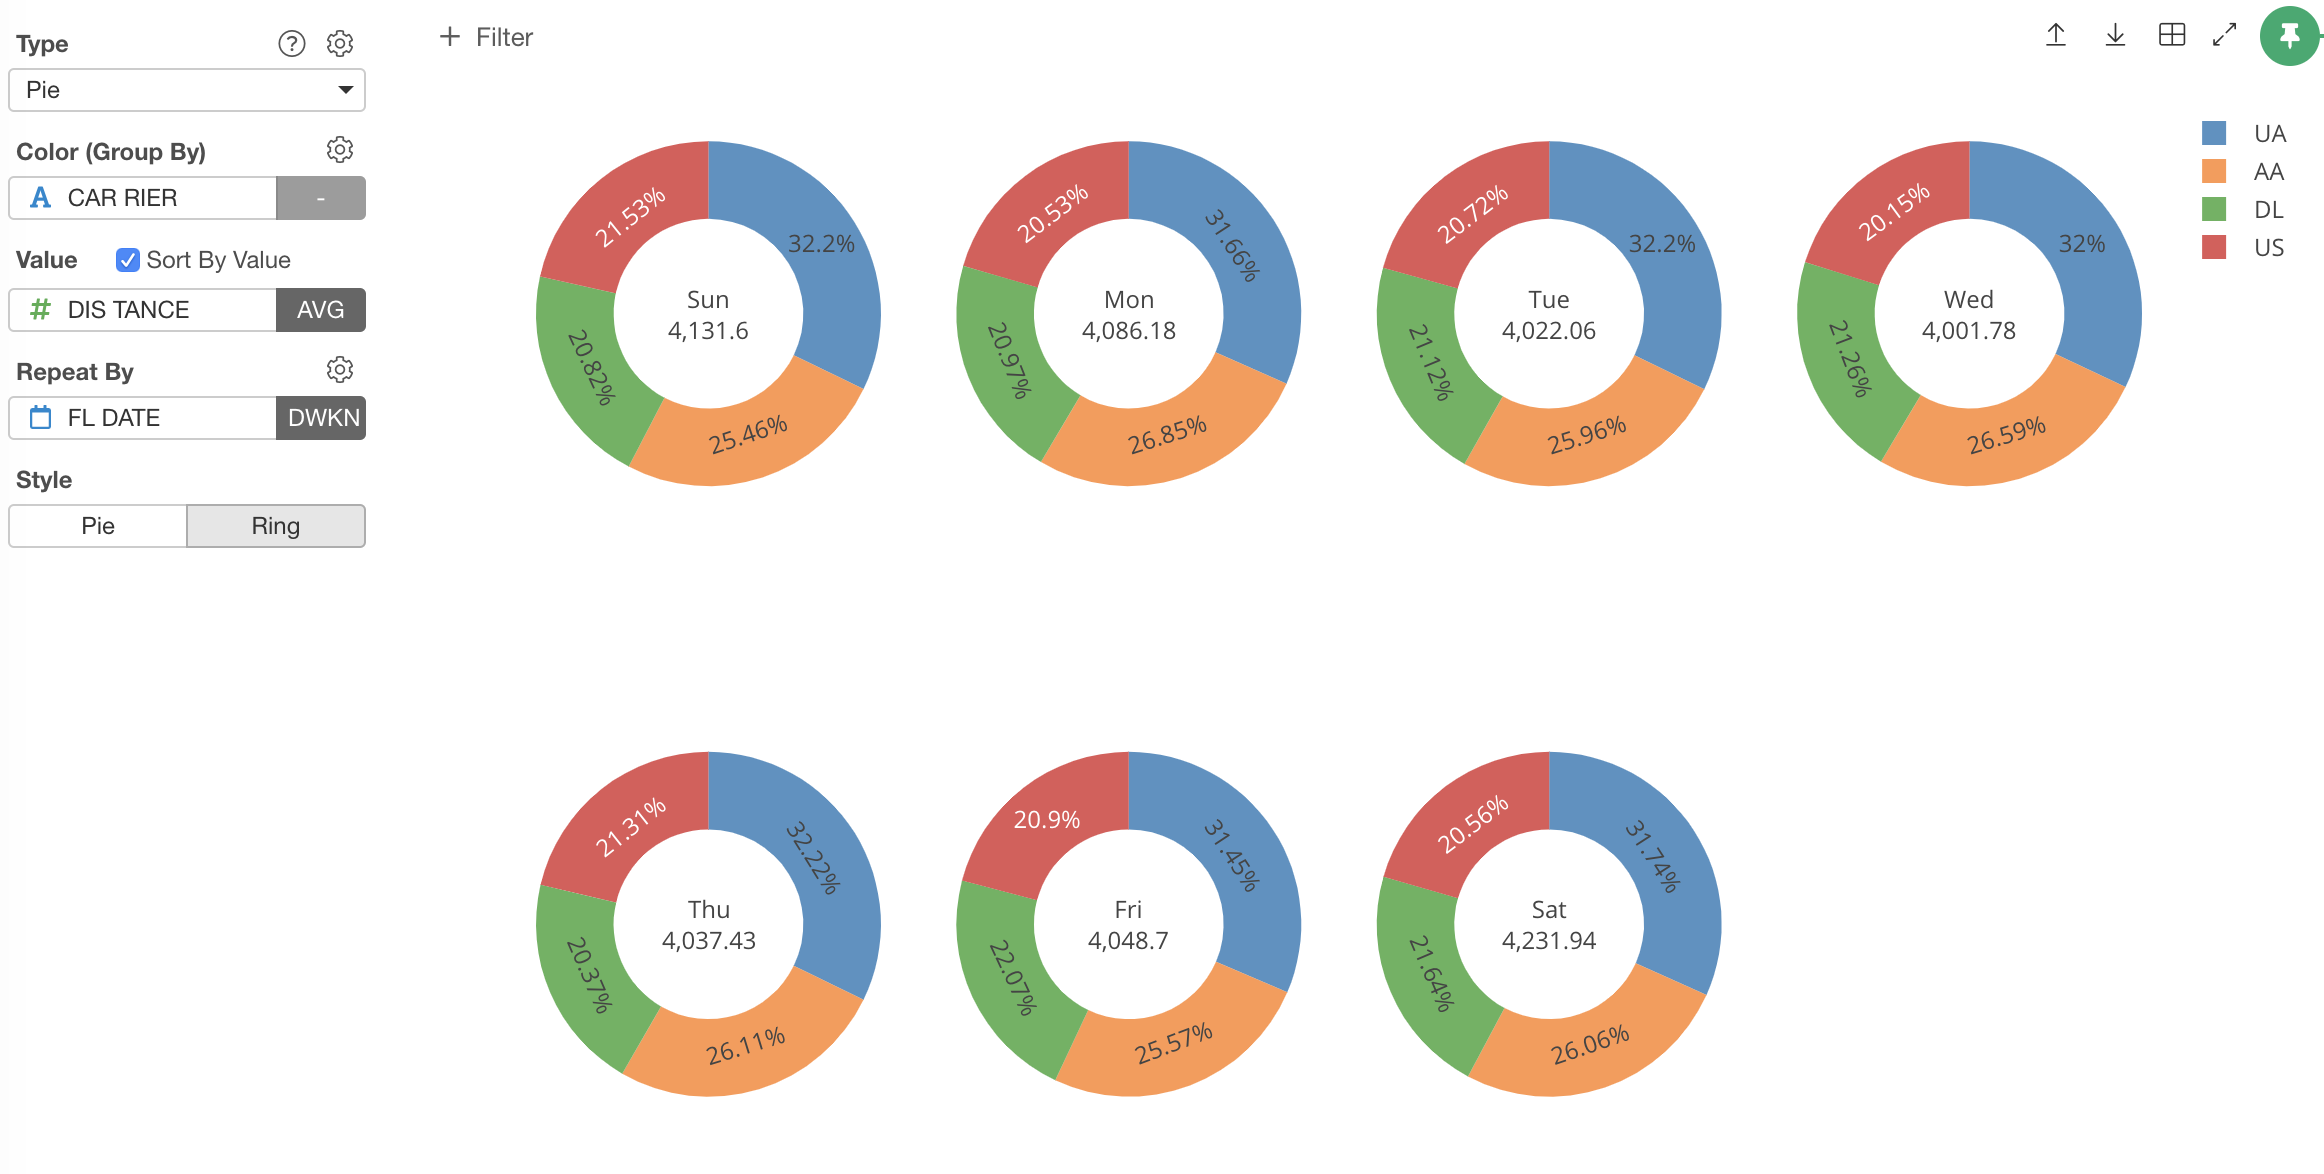 Type
Pie
Color (Group By)
CAR RIER -
Value Sort By Value
DIS TANCE AVG
Repeat By
FL DATE DWKN
Style
Pie Ring
+ Filter
UA
AA
DL
US
Sun
4,131.6
32.2%
25.46%
20.82%
21.53%
Mon
4,086.18
31.66%
26.85%
20.97%
20.53%
Tue
4,022.06
32.2%
25.96%
21.12%
20.72%
Wed
4,001.78
32%
26.59%
21.26%
20.15%
Thu
4,037.43
32.22%
26.11%
20.37%
21.31%
Fri
4,048.7
31.45%
25.57%
22.07%
20.9%
Sat
4,231.94
31.74%
26.06%
21.64%
20.56%